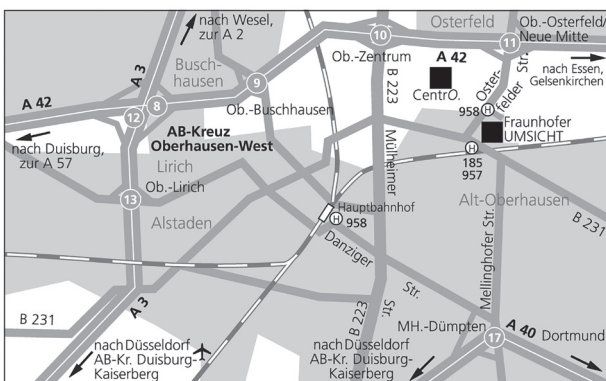 nach Wesel,
zur A 2
Osterfeld
Ob.-Osterfeld/
Neue Mitte
10
11
A 3
Busch-
hausen
Ob.-Zentrum
A 42
nach Essen,
Gelsenkirchen
9
B 223
CentrO.
Oster-
felder
Str.
A 42
12
8
Ob.-Buschhausen
958 H
Fraunhofer
UMSICHT
AB-Kreuz
Oberhausen-West
nach Duisburg,
zur A 57
Mülheimer
H
185
957
Lirich
Ob.-Lirich
13
Alt-Oberhausen
Alstaden
Hauptbahnhof
H 958
B 231
Danziger
Str.
Mellinghofer Str.
A 3
B 231
B 223
Str.
MH.-Dümpten
A 40
Dortmund
17
nach Düsseldorf
AB-Kr. Duisburg-
Kaiserberg
nach Düsseldorf
AB-Kr. Duisburg-
Kaiserberg